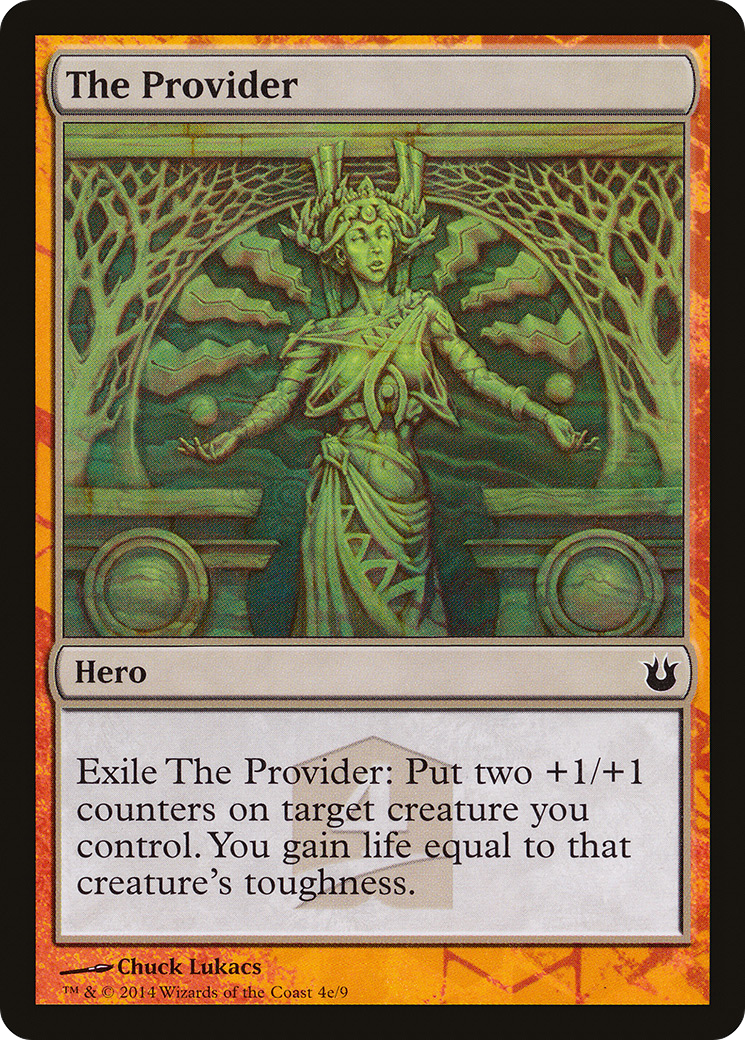 The Provider
Hero
4
Exile The Provider: Put two +1/+1
counters on target creature you
control. You gain life equal to that
creature's toughness.
Chuck Lukacs
™ & © 2014 Wizards of the Coast 4e/9